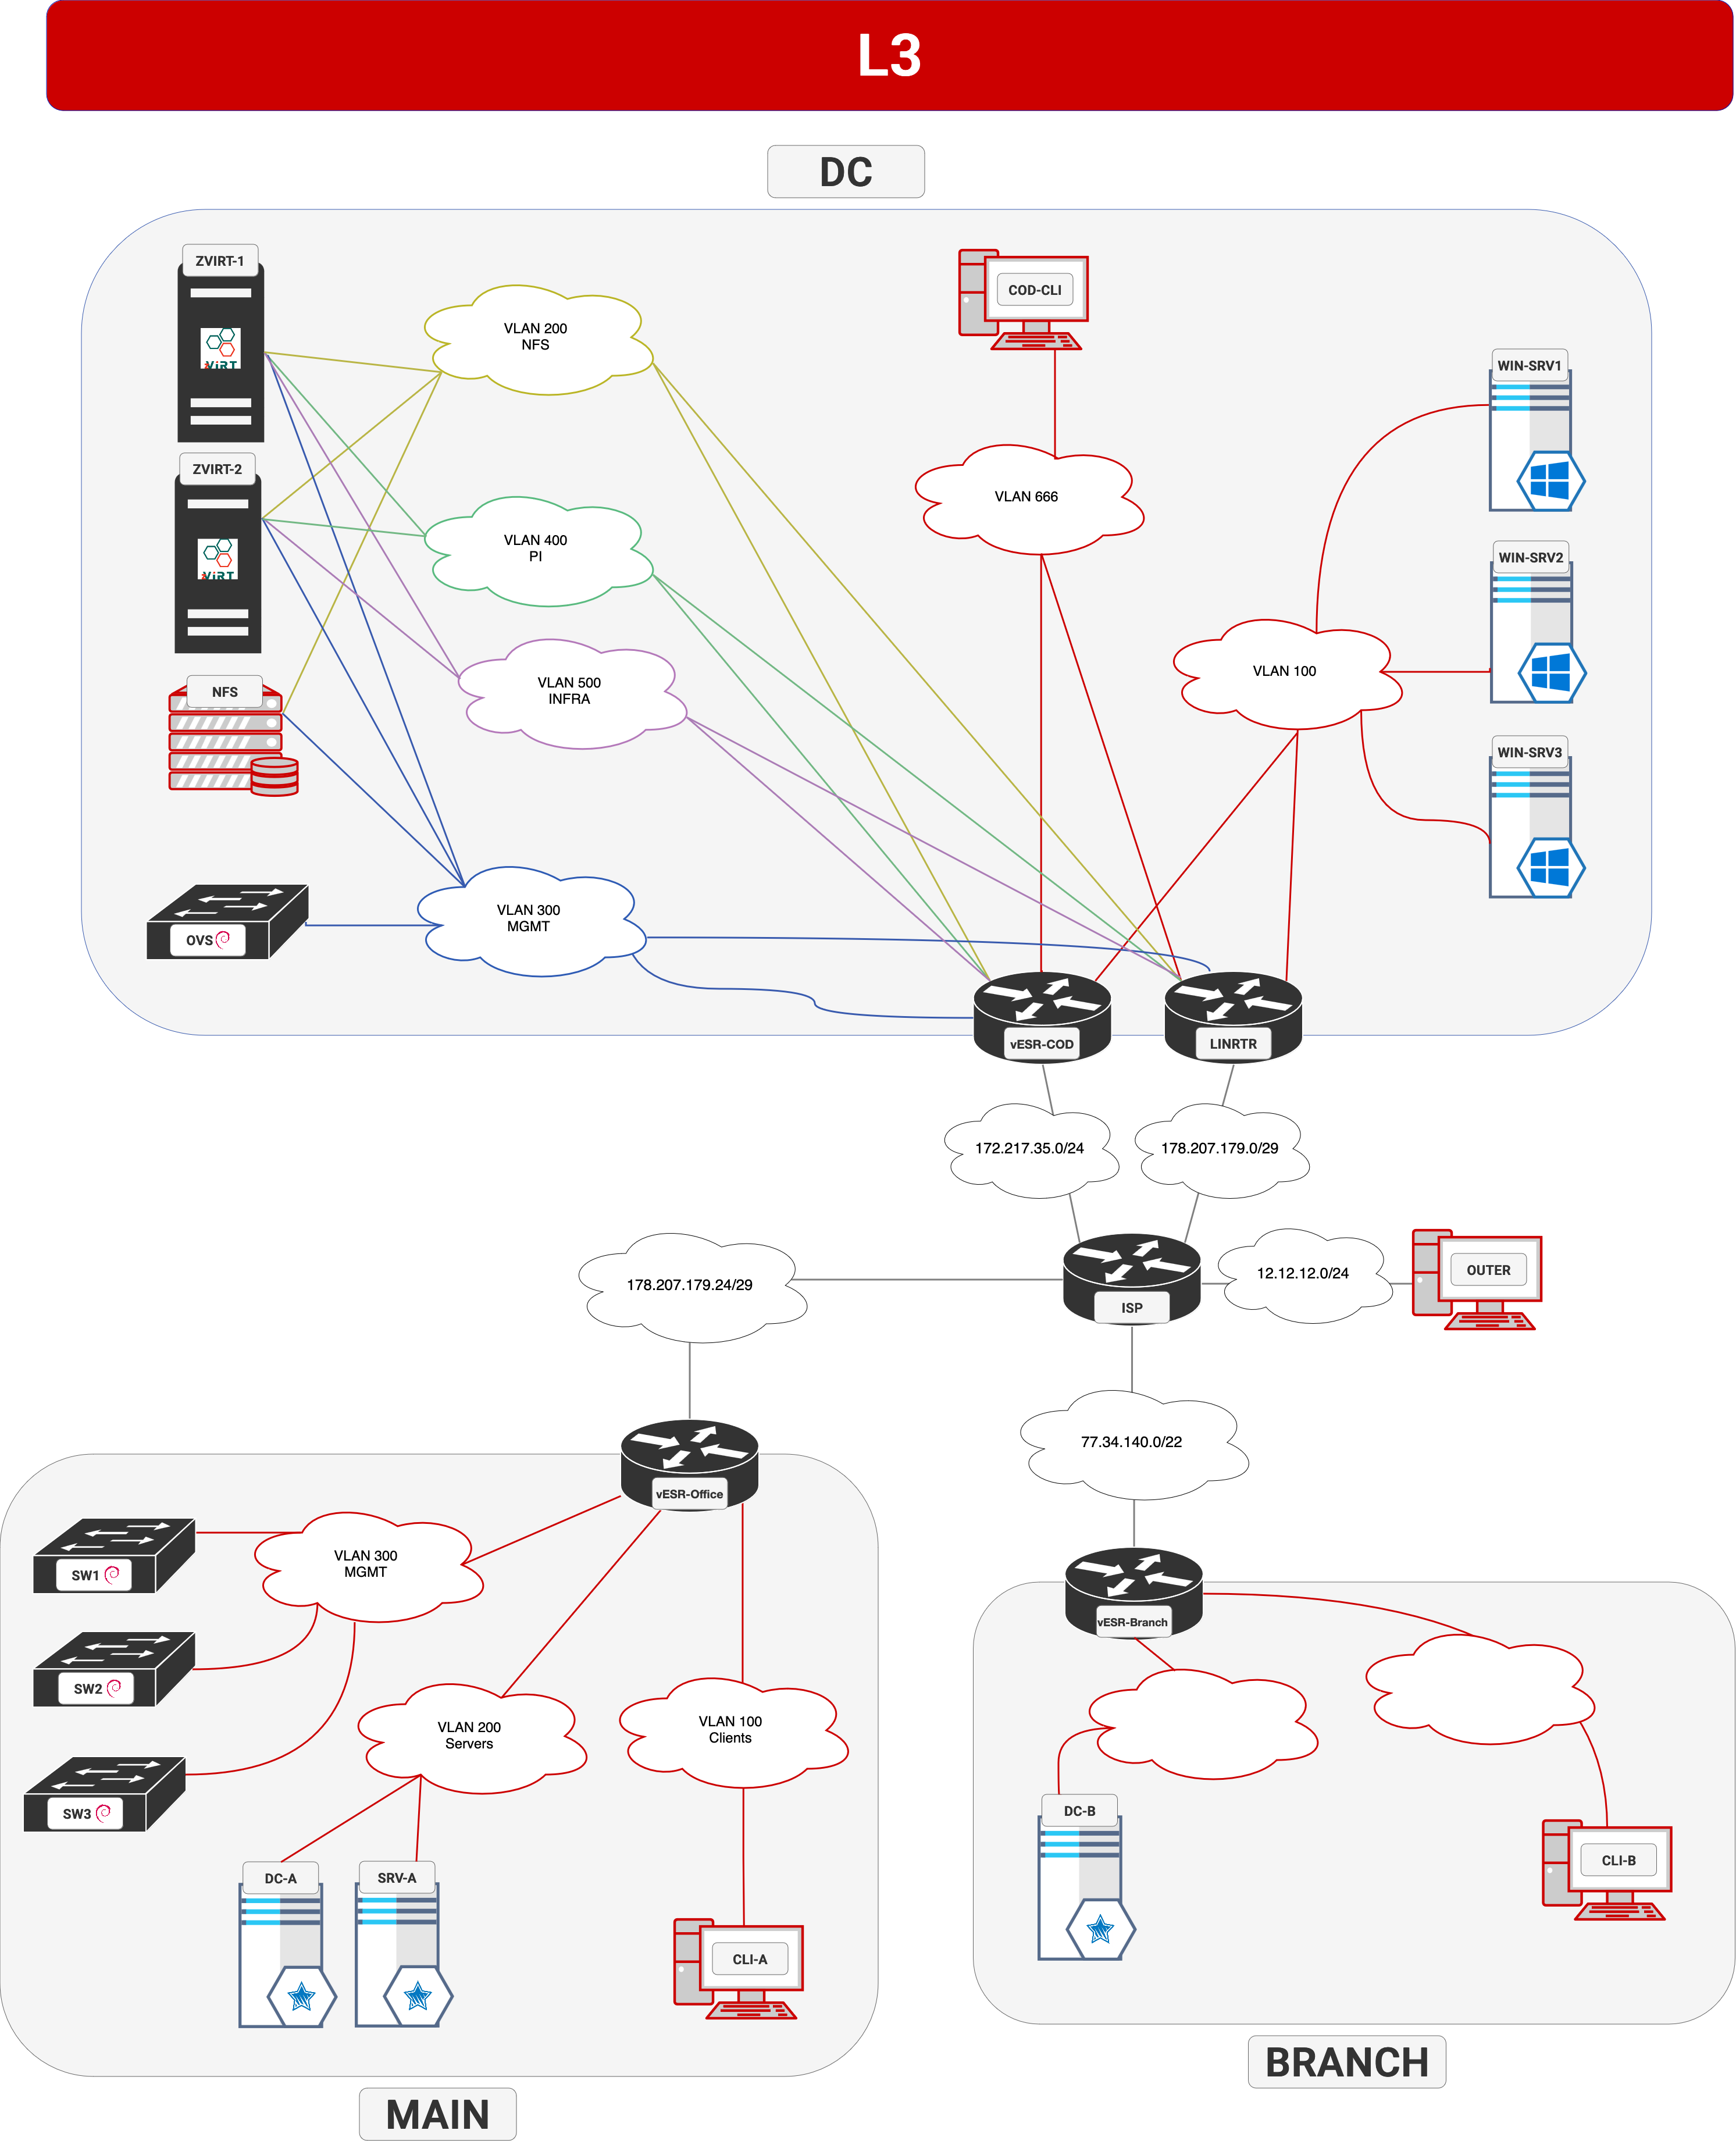 L3
DC
ZVIRT-1
ViRT
VLAN 200
NFS
COD-CLI
WIN-SRV1
ZVIRT-2
ViRT
VLAN 400
PI
VLAN 666
WIN-SRV2
NFS
VLAN 500
INFRA
VLAN 100
WIN-SRV3
OVS
VLAN 300
MGMT
vESR-COD
LINRTR
172.217.35.0/24
178.207.179.0/29
178.207.179.24/29
ISP
12.12.12.0/24
OUTER
77.34.140.0/22
vESR-Office
SW1
VLAN 300
MGMT
vESR-Branch
SW2
VLAN 200
Servers
VLAN 100
Clients
SW3
DC-B
DC-A
SRV-A
CLI-A
CLI-B
BRANCH
MAIN